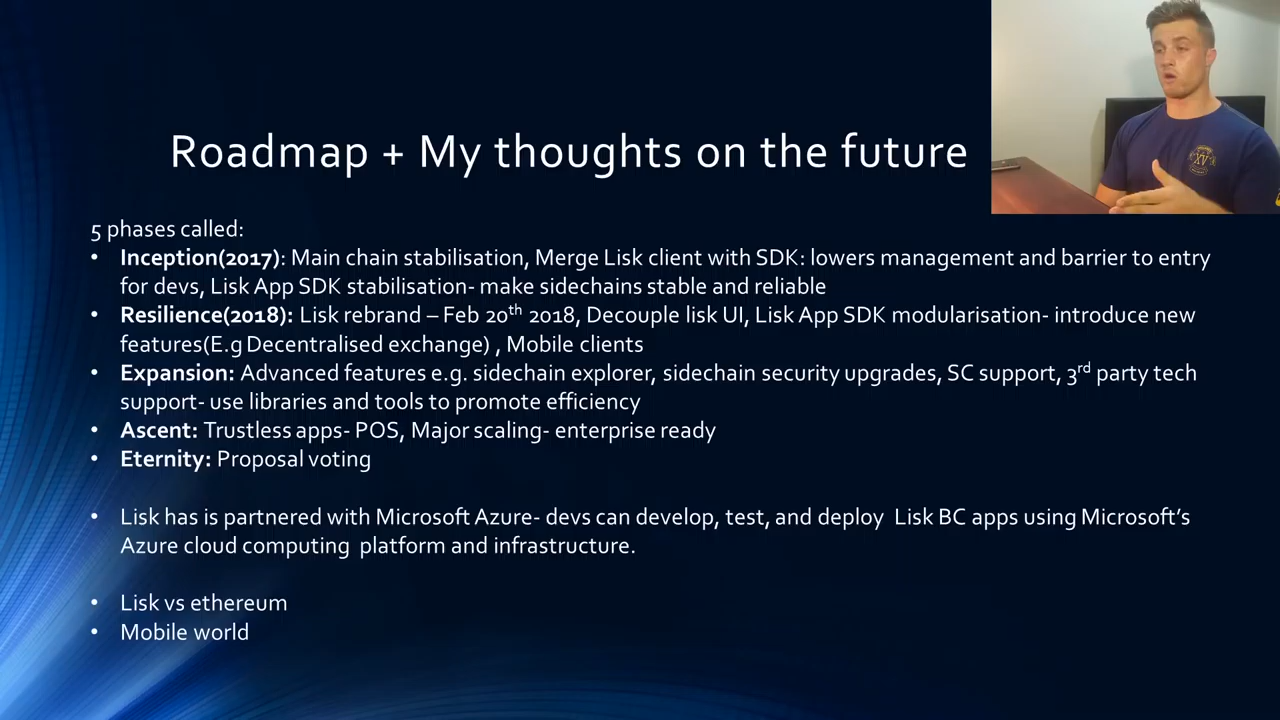 Roadmap + My thoughts on the future
XV
5 phases called:
• Inception(2017): Main chain stabilisation, Merge Lisk client with SDK: lowers management and barrier to entry
for devs, Lisk App SDK stabilisation- make sidechains stable and reliable
• Resilience(2018): Lisk rebrand – Feb 20th 2018, Decouple lisk UI, Lisk App SDK modularisation- introduce new
features(E.g Decentralised exchange) , Mobile clients
• Expansion: Advanced features e.g. sidechain explorer, sidechain security upgrades, SC support, 3rd party tech
support- use libraries and tools to promote efficiency
• Ascent: Trustless apps- POS, Major scaling- enterprise ready
• Eternity: Proposal voting
• Lisk has is partnered with Microsoft Azure- devs can develop, test, and deploy Lisk BC apps using Microsoft’s
Azure cloud computing platform and infrastructure.
• Lisk vs ethereum
• Mobile world